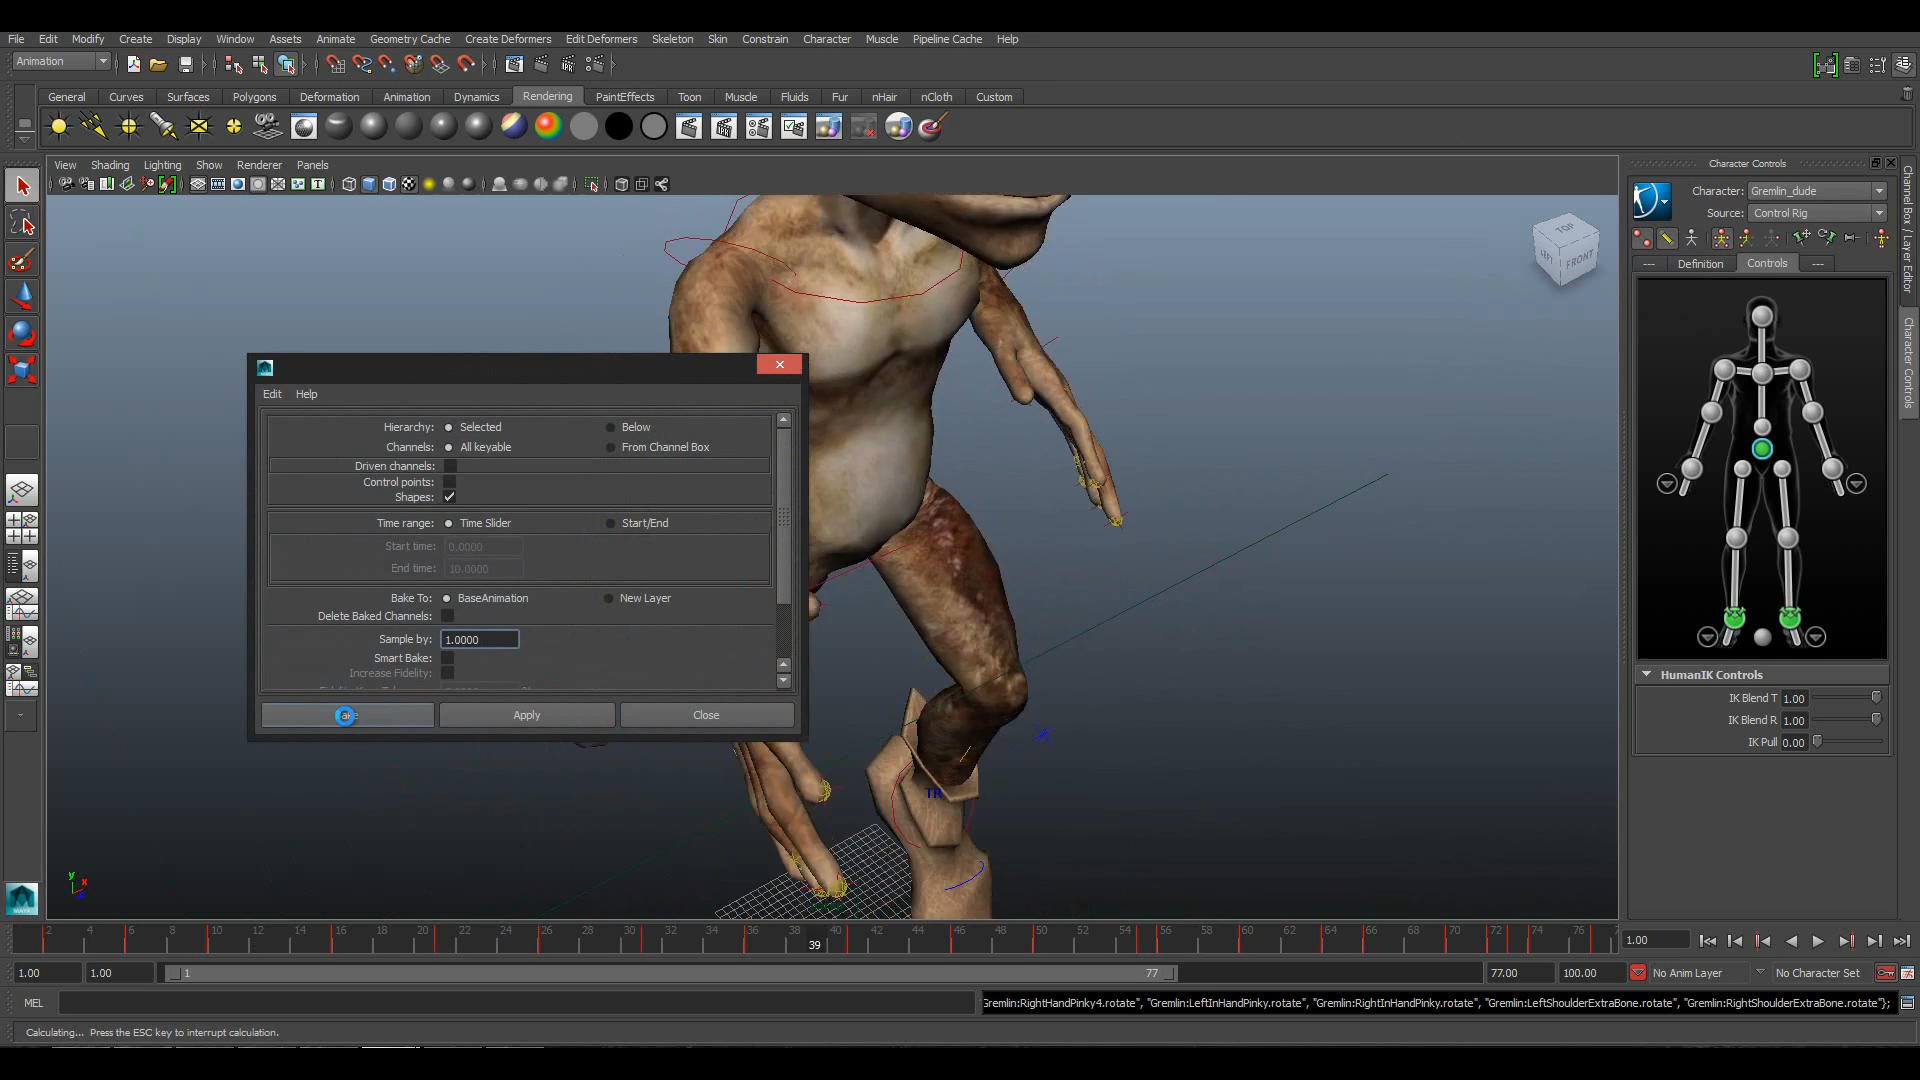 File Edit Modify Create Display Window Assets Animate Geometry Cache Create Deformers Edit Deformers Skeleton Skin Constrain Character Muscle Pipeline Cache Help
Animation
General Curves Surfaces Polygons Deformation Animation Dynamics Rendering PaintEffects Toon Muscle Fluids Fur nHair nCloth Custom
View Shading Lighting Show Renderer Panels
Character Controls
Character: Gremlin_dude
Source: Control Rig
--- Definition Controls ---
TOP
LEFT FRONT
Channel Box / Layer Editor
Character Controls
Edit Help
Hierarchy: Selected Below
Channels: All keyable From Channel Box
Driven channels:
Control points:
Shapes:
Time range: Time Slider Start/End
Start time: 0.0000
End time: 10.0000
Bake To: BaseAnimation New Layer
Delete Baked Channels:
Sample by: 1.0000
Smart Bake:
Increase Fidelity:
Apply Close
HumanIK Controls
IK Blend T 1.00
IK Blend R 1.00
IK Pull 0.00
TR
y
x
2 4 6 8 10 12 14 16 18 20 22 24 26 28 30 32 34 36 38 40 42 44 46 48 50 52 54 56 58 60 62 64 66 68 70 72 74 76
39
1.00
1.00 1.00 1 77 77.00 100.00 No Anim Layer No Character Set
MEL
Gremlin:RightHandPinky4.rotate", "Gremlin:LeftInHandPinky.rotate", "Gremlin:RightInHandPinky.rotate", "Gremlin:LeftShoulderExtraBone.rotate", "Gremlin:RightShoulderExtraBone.rotate"};
Calculating... Press the ESC key to interrupt calculation.